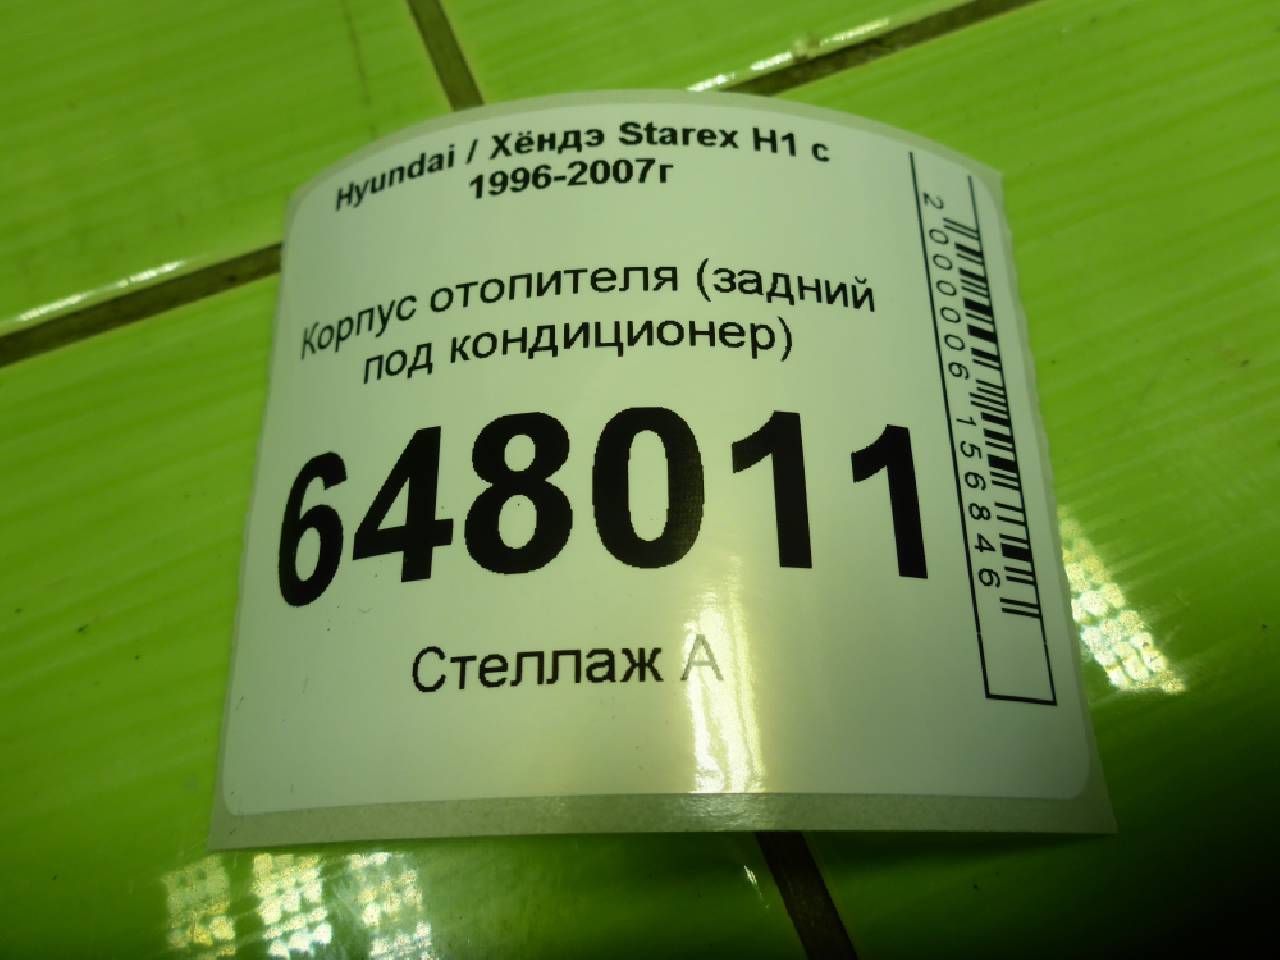 Hyundai / Хёндэ Starex H1 с
1996-2007г
Корпус отопителя (задний
под кондиционер)
648011
Стеллаж А
2000006156846